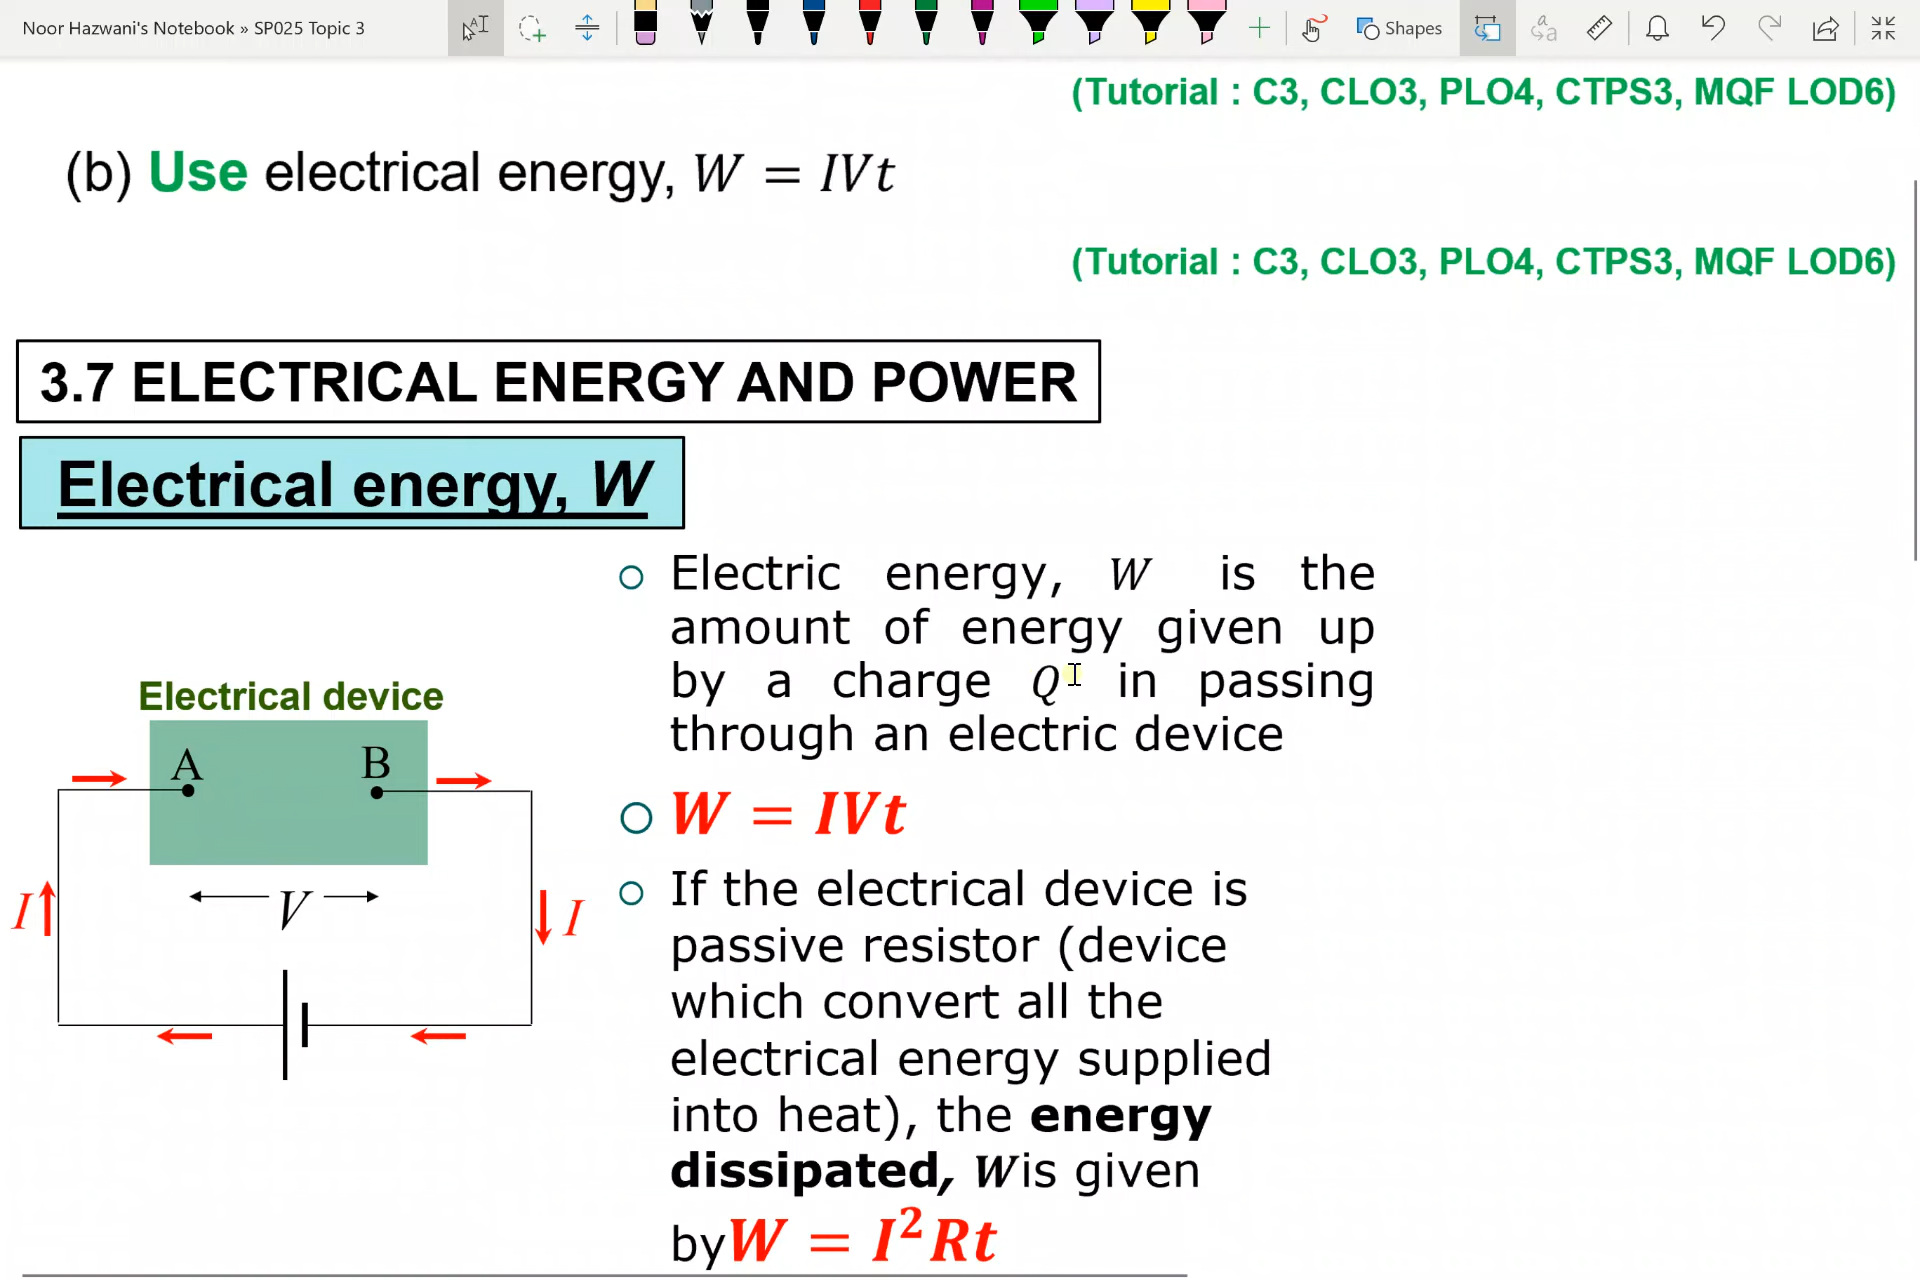 Noor Hazwani's Notebook » SP025 Topic 3
Shapes
(Tutorial : C3, CLO3, PLO4, CTPS3, MQF LOD6)
(b) Use electrical energy, W = IVt
(Tutorial : C3, CLO3, PLO4, CTPS3, MQF LOD6)
3.7 ELECTRICAL ENERGY AND POWER
Electrical energy, W
Electric energy, W is the
amount of energy given up
by a charge Q in passing
through an electric device
W = IVt
If the electrical device is
passive resistor (device
which convert all the
electrical energy supplied
into heat), the energy
dissipated, W is given
by W = I²Rt
Electrical device
A B
I V I